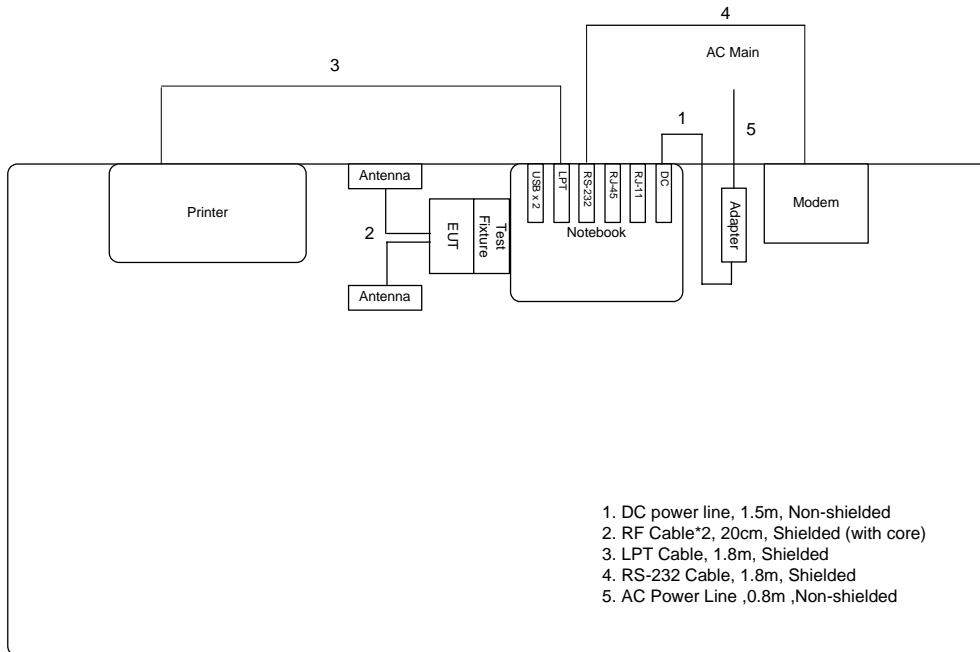 4
AC Main
3
1
5
Antenna
USB x 2
LPT
RS-232
RJ-45
RJ-11
DC
Printer
2
EUT
Test
Fixture
Notebook
Adapter
Modem
Antenna
1. DC power line, 1.5m, Non-shielded
2. RF Cable*2, 20cm, Shielded (with core)
3. LPT Cable, 1.8m, Shielded
4. RS-232 Cable, 1.8m, Shielded
5. AC Power Line ,0.8m ,Non-shielded